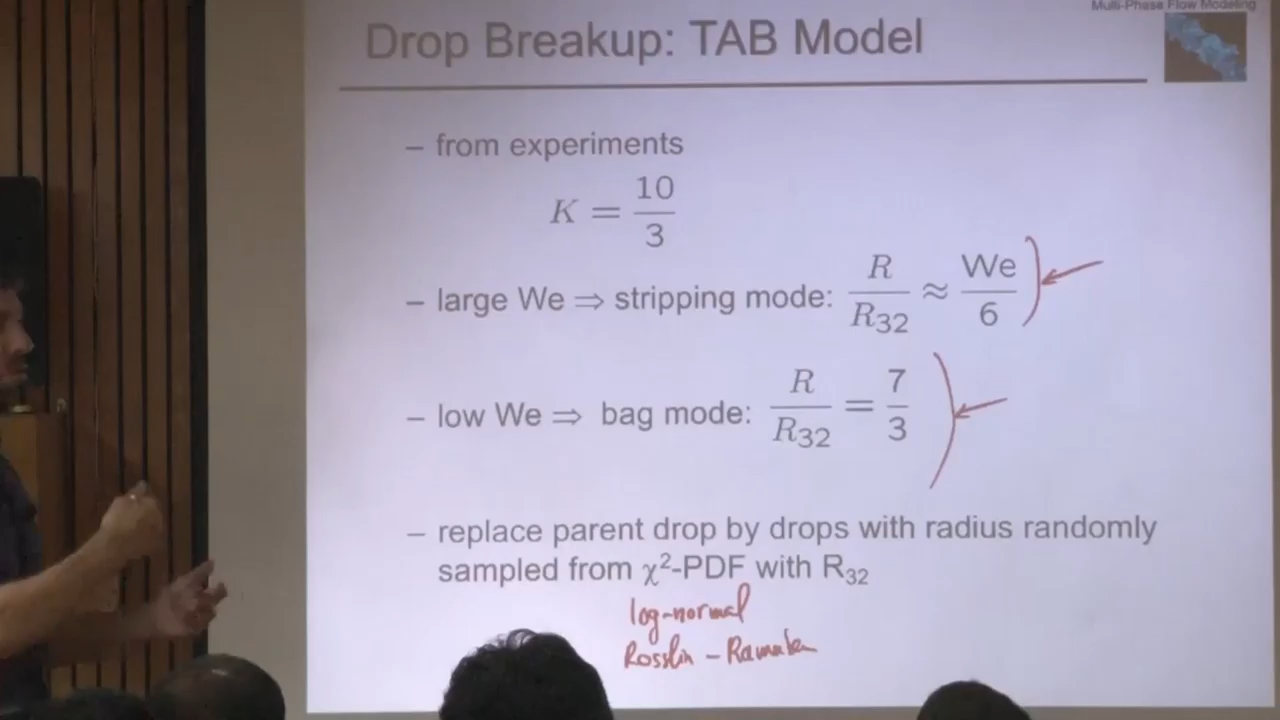 Multi-Phase Flow Modeling
Drop Breakup: TAB Model
– from experiments
K = 10/3
– large We ⇒ stripping mode: R/R32 ≈ We/6
– low We ⇒ bag mode: R/R32 = 7/3
– replace parent drop by drops with radius randomly
sampled from χ²-PDF with R32
log-normal
Rosslin - Rammler